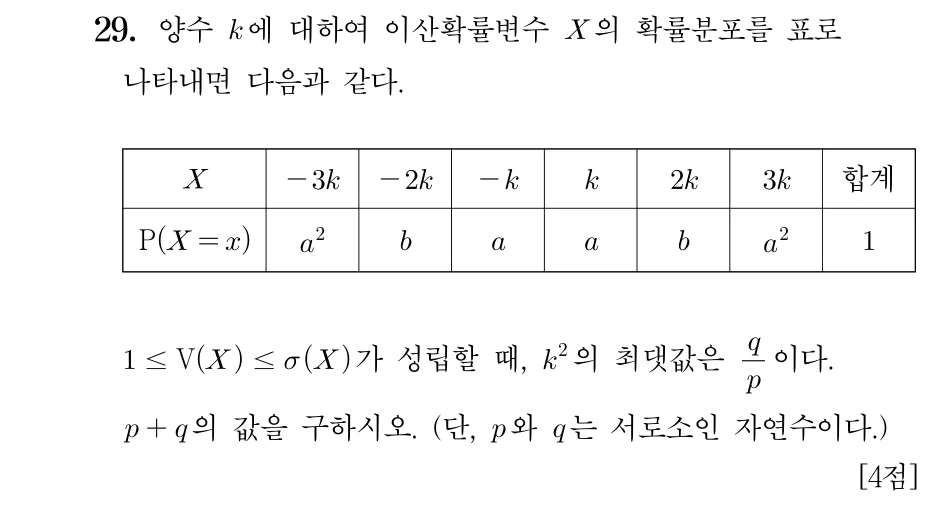 29. 양수 k에 대하여 이산확률변수 X의 확률분포를 표로
나타내면 다음과 같다.
X −3k −2k −k k 2k 3k 합계
P(X=x) a² b a a b a² 1
1 ≤ V(X) ≤ σ(X)가 성립할 때, k²의 최댓값은 q/p이다.
p+q의 값을 구하시오. (단, p와 q는 서로소인 자연수이다.)
[4점]